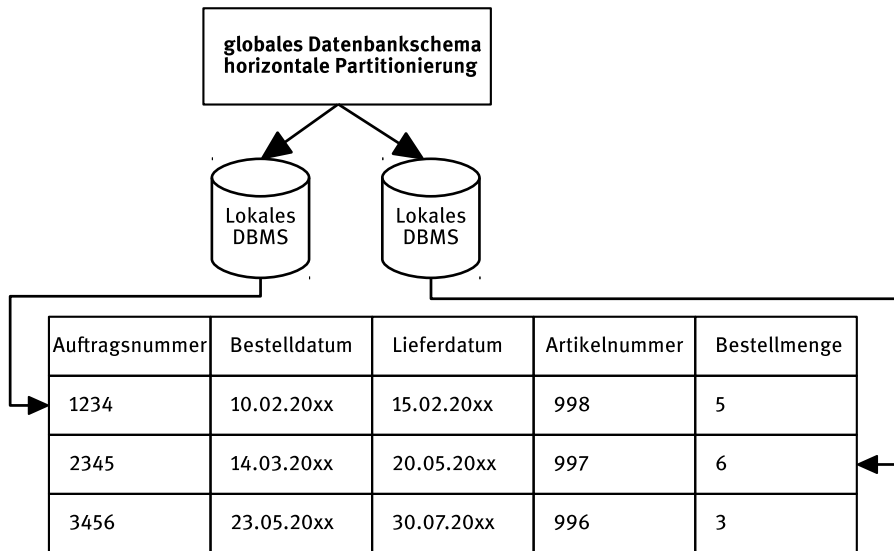 globales Datenbankschema
horizontale Partitionierung
Lokales
DBMS
Lokales
DBMS
Auftragsnummer Bestelldatum Lieferdatum Artikelnummer Bestellmenge
1234 10.02.20xx 15.02.20xx 998 5
2345 14.03.20xx 20.05.20xx 997 6
3456 23.05.20xx 30.07.20xx 996 3